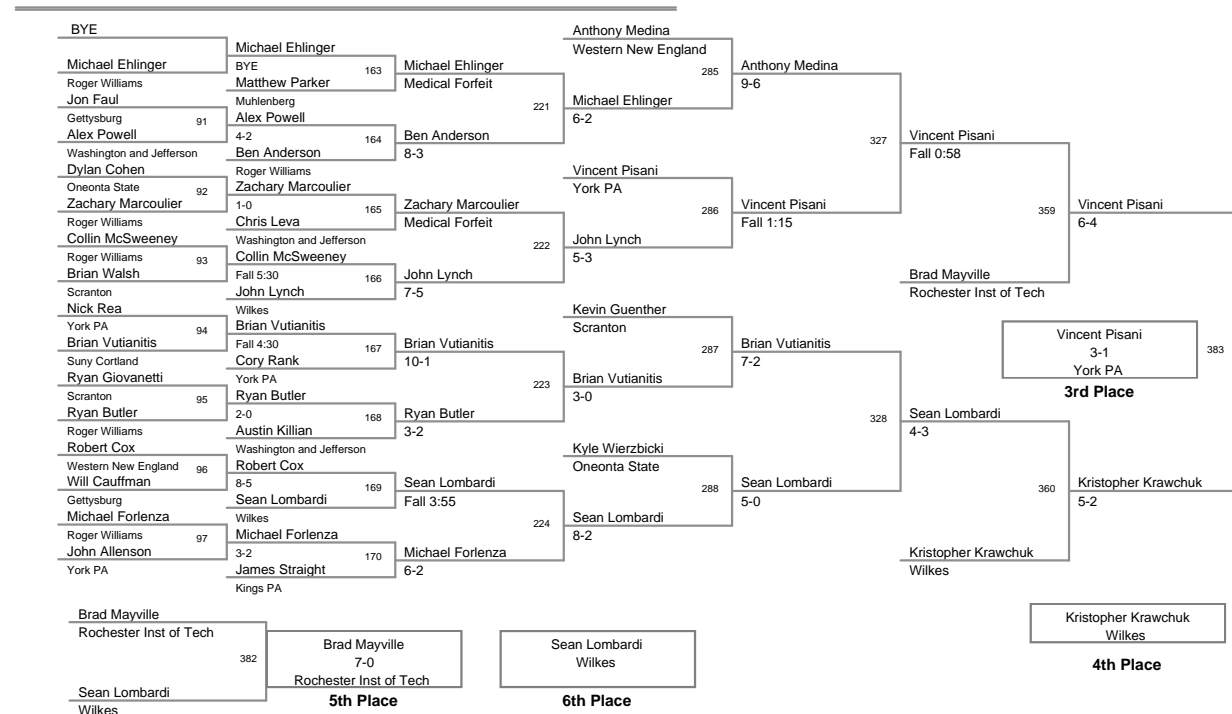 BYE
Michael Ehlinger
Roger Williams
Jon Faul
Gettysburg
91
Alex Powell
Washington and Jefferson
Dylan Cohen
Oneonta State
92
Zachary Marcoulier
Roger Williams
Collin McSweeney
Roger Williams
93
Brian Walsh
Scranton
Nick Rea
York PA
94
Brian Vutianitis
Suny Cortland
Ryan Giovanetti
Scranton
95
Ryan Butler
Roger Williams
Robert Cox
Western New England
96
Will Cauffman
Gettysburg
Michael Forlenza
Roger Williams
97
John Allenson
York PA
Michael Ehlinger
BYE
163
Matthew Parker
Muhlenberg
Alex Powell
4-2
164
Ben Anderson
Roger Williams
Zachary Marcoulier
1-0
165
Chris Leva
Washington and Jefferson
Collin McSweeney
Fall 5:30
166
John Lynch
Wilkes
Brian Vutianitis
Fall 4:30
167
Cory Rank
York PA
Ryan Butler
2-0
168
Austin Killian
Washington and Jefferson
Robert Cox
8-5
169
Sean Lombardi
Wilkes
Michael Forlenza
3-2
170
James Straight
Kings PA
Michael Ehlinger
Medical Forfeit
221
Ben Anderson
8-3
Zachary Marcoulier
Medical Forfeit
222
John Lynch
7-5
Brian Vutianitis
10-1
223
Ryan Butler
3-2
Sean Lombardi
Fall 3:55
224
Michael Forlenza
6-2
Anthony Medina
Western New England
285
Michael Ehlinger
6-2
Vincent Pisani
York PA
286
John Lynch
5-3
Kevin Guenther
Scranton
287
Brian Vutianitis
3-0
Kyle Wierzbicki
Oneonta State
288
Sean Lombardi
8-2
Anthony Medina
9-6
327
Vincent Pisani
Fall 1:15
Brian Vutianitis
7-2
328
Sean Lombardi
5-0
Vincent Pisani
Fall 0:58
359
Brad Mayville
Rochester Inst of Tech
Sean Lombardi
4-3
360
Kristopher Krawchuk
Wilkes
Vincent Pisani
6-4
Vincent Pisani
3-1
York PA
383
3rd Place
Kristopher Krawchuk
5-2
Kristopher Krawchuk
Wilkes
4th Place
Brad Mayville
Rochester Inst of Tech
382
Sean Lombardi
Wilkes
Brad Mayville
7-0
Rochester Inst of Tech
5th Place
Sean Lombardi
Wilkes
6th Place